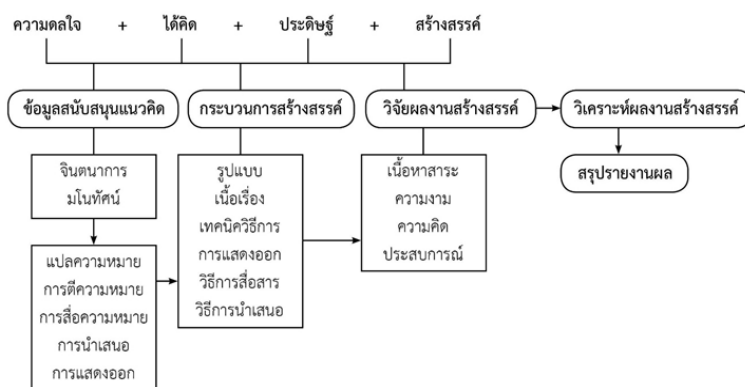 ความดลใจ + ได้คิด + ประดิษฐ์ + สร้างสรรค์
ข้อมูลสนับสนุนแนวคิด
กระบวนการสร้างสรรค์
วิจัยผลงานสร้างสรรค์
วิเคราะห์ผลงานสร้างสรรค์
สรุปรายงานผล
จินตนาการ
มโนทัศน์
แปลความหมาย
การตีความหมาย
การสื่อความหมาย
การนำเสนอ
การแสดงออก
รูปแบบ
เนื้อเรื่อง
เทคนิควิธีการ
การแสดงออก
วิธีการสื่อสาร
วิธีการนำเสนอ
เนื้อหาสาระ
ความงาม
ความคิด
ประสบการณ์